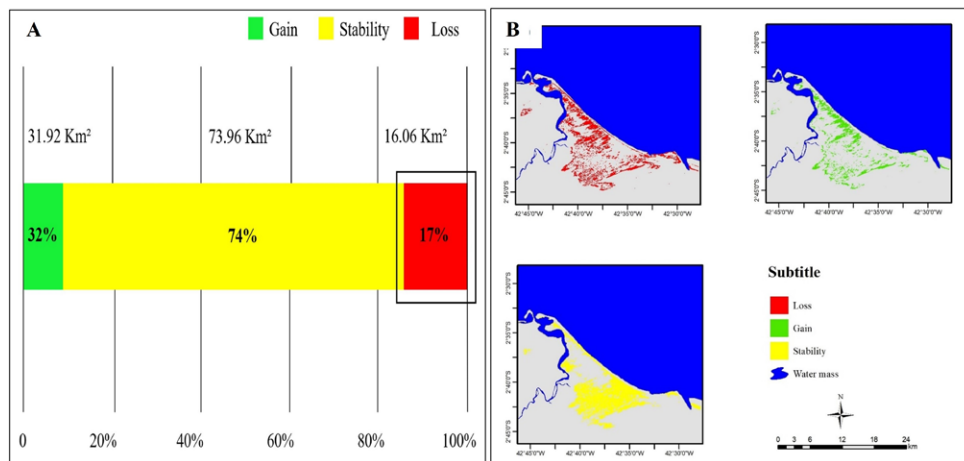 A
Gain Stability Loss
31.92 Km² 73.96 Km² 16.06 Km²
32% 74% 17%
0 20% 40% 60% 80% 100%
B
2°35'0"S
2°40'0"S
2°45'0"S
42°45'0"W 42°40'0"W 42°35'0"W 42°30'0"W
2°30'0"S
2°35'0"S
2°40'0"S
2°45'0"S
42°45'0"W 42°40'0"W 42°35'0"W 42°30'0"W
2°30'0"S
2°35'0"S
2°40'0"S
2°45'0"S
42°45'0"W 42°40'0"W 42°35'0"W 42°30'0"W
Subtitle
Loss
Gain
Stability
Water mass
N
0 3 6 12 18 24
km